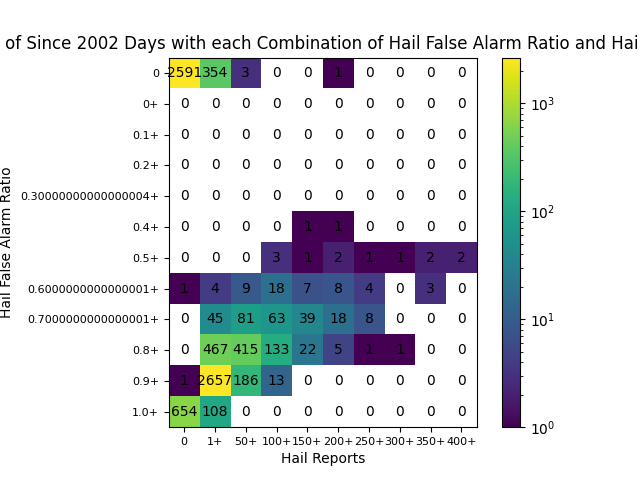 of Since 2002 Days with each Combination of Hail False Alarm Ratio and Hai
Hail False Alarm Ratio
0 2591 354 3 0 0 1 0 0 0 0
0+ 0 0 0 0 0 0 0 0 0 0
0.1+ 0 0 0 0 0 0 0 0 0 0
0.2+ 0 0 0 0 0 0 0 0 0 0
0.30000000000000004+ 0 0 0 0 0 0 0 0 0 0
0.4+ 0 0 0 0 1 1 0 0 0 0
0.5+ 0 0 0 3 1 2 1 1 2 2
0.6000000000000001+ 1 4 9 18 7 8 4 0 3 0
0.7000000000000001+ 0 45 81 63 39 18 8 0 0 0
0.8+ 0 467 415 133 22 5 1 1 0 0
0.9+ 1 2657 186 13 0 0 0 0 0 0
1.0+ 654 108 0 0 0 0 0 0 0 0
0 1+ 50+ 100+ 150+ 200+ 250+ 300+ 350+ 400+
Hail Reports
10³
10²
10¹
10⁰